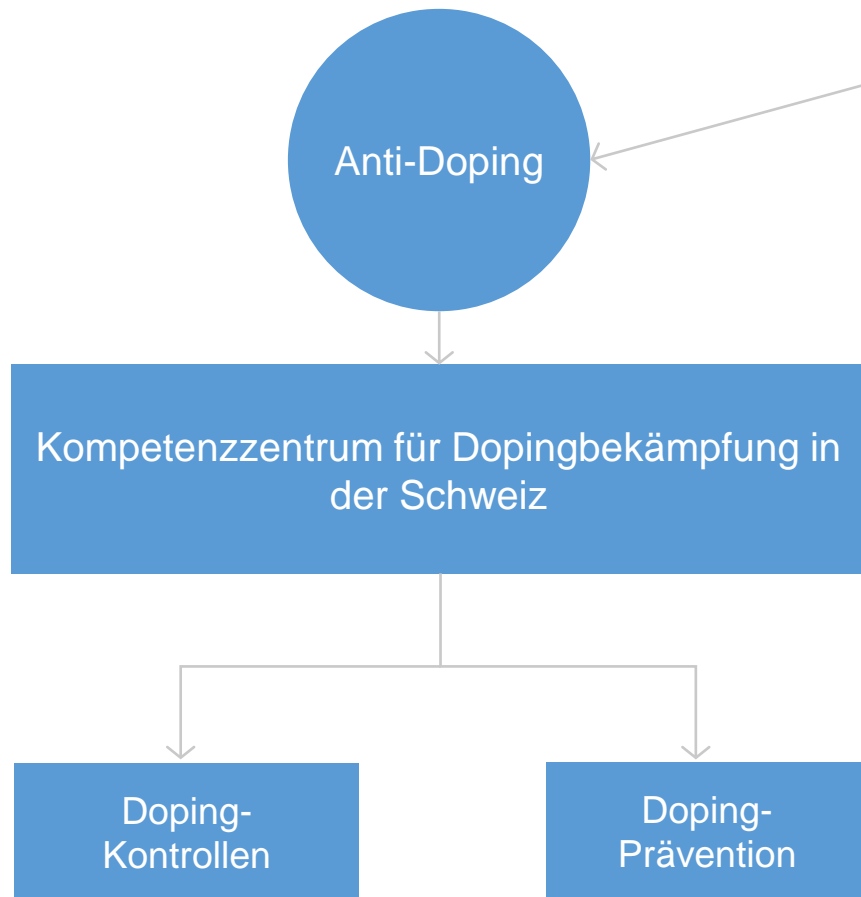 Anti-Doping
Kompetenzzentrum für Dopingbekämpfung in
der Schweiz
Doping-
Kontrollen
Doping-
Prävention